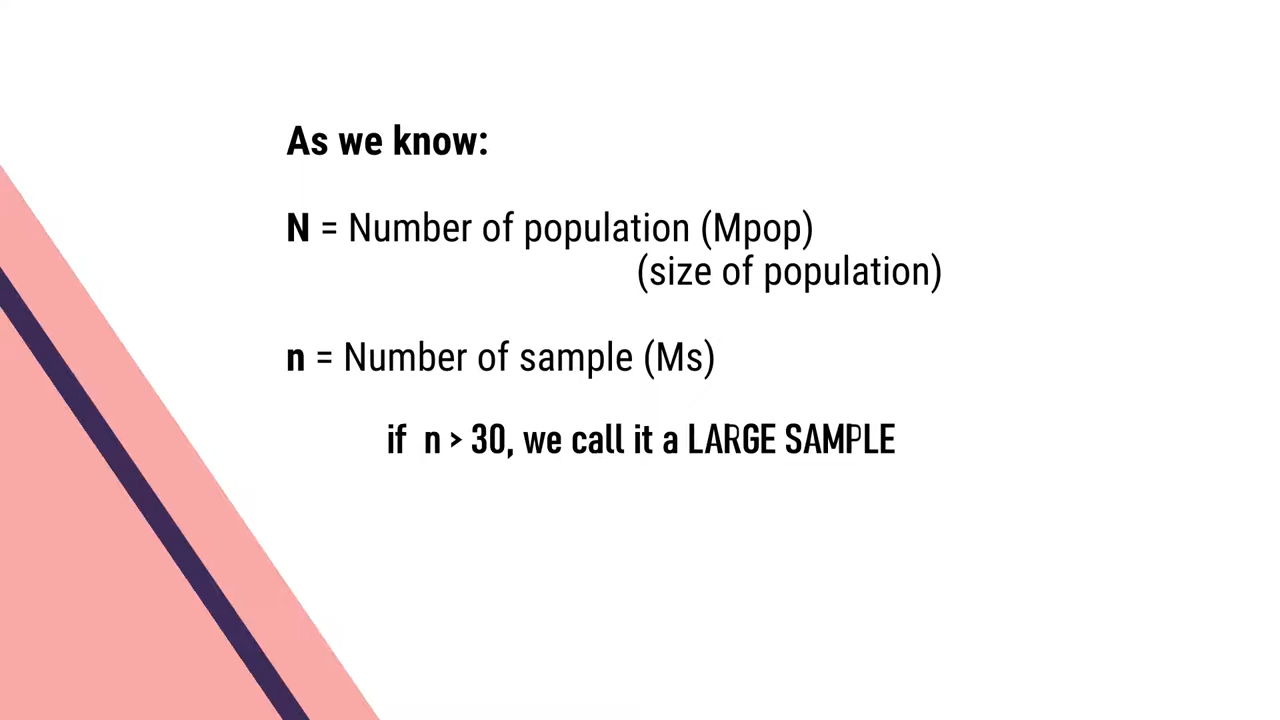 As we know:
N = Number of population (Mpop)
(size of population)
n = Number of sample (Ms)
if n > 30, we call it a LARGE SAMPLE